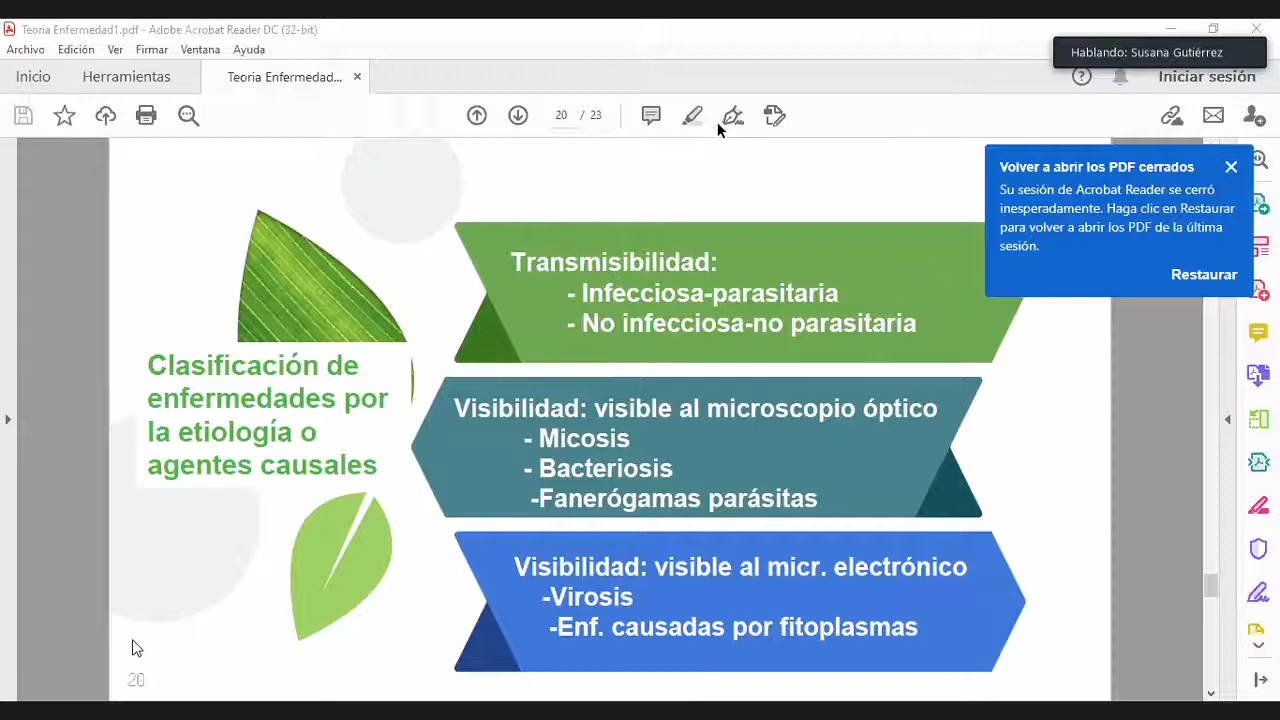 Teoria Enfermedad1.pdf - Adobe Acrobat Reader DC (32-bit)
Archivo Edición Ver Firmar Ventana Ayuda
Hablando: Susana Gutiérrez
Inicio Herramientas Teoria Enfermedad... Iniciar sesión
20 / 23
Volver a abrir los PDF cerrados
Su sesión de Acrobat Reader se cerró
inesperadamente. Haga clic en Restaurar
para volver a abrir los PDF de la última
sesión.
Restaurar
Clasificación de
enfermedades por
la etiología o
agentes causales
Transmisibilidad:
- Infecciosa-parasitaria
- No infecciosa-no parasitaria
Visibilidad: visible al microscopio óptico
- Micosis
- Bacteriosis
-Fanerógamas parásitas
Visibilidad: visible al micr. electrónico
-Virosis
-Enf. causadas por fitoplasmas
20